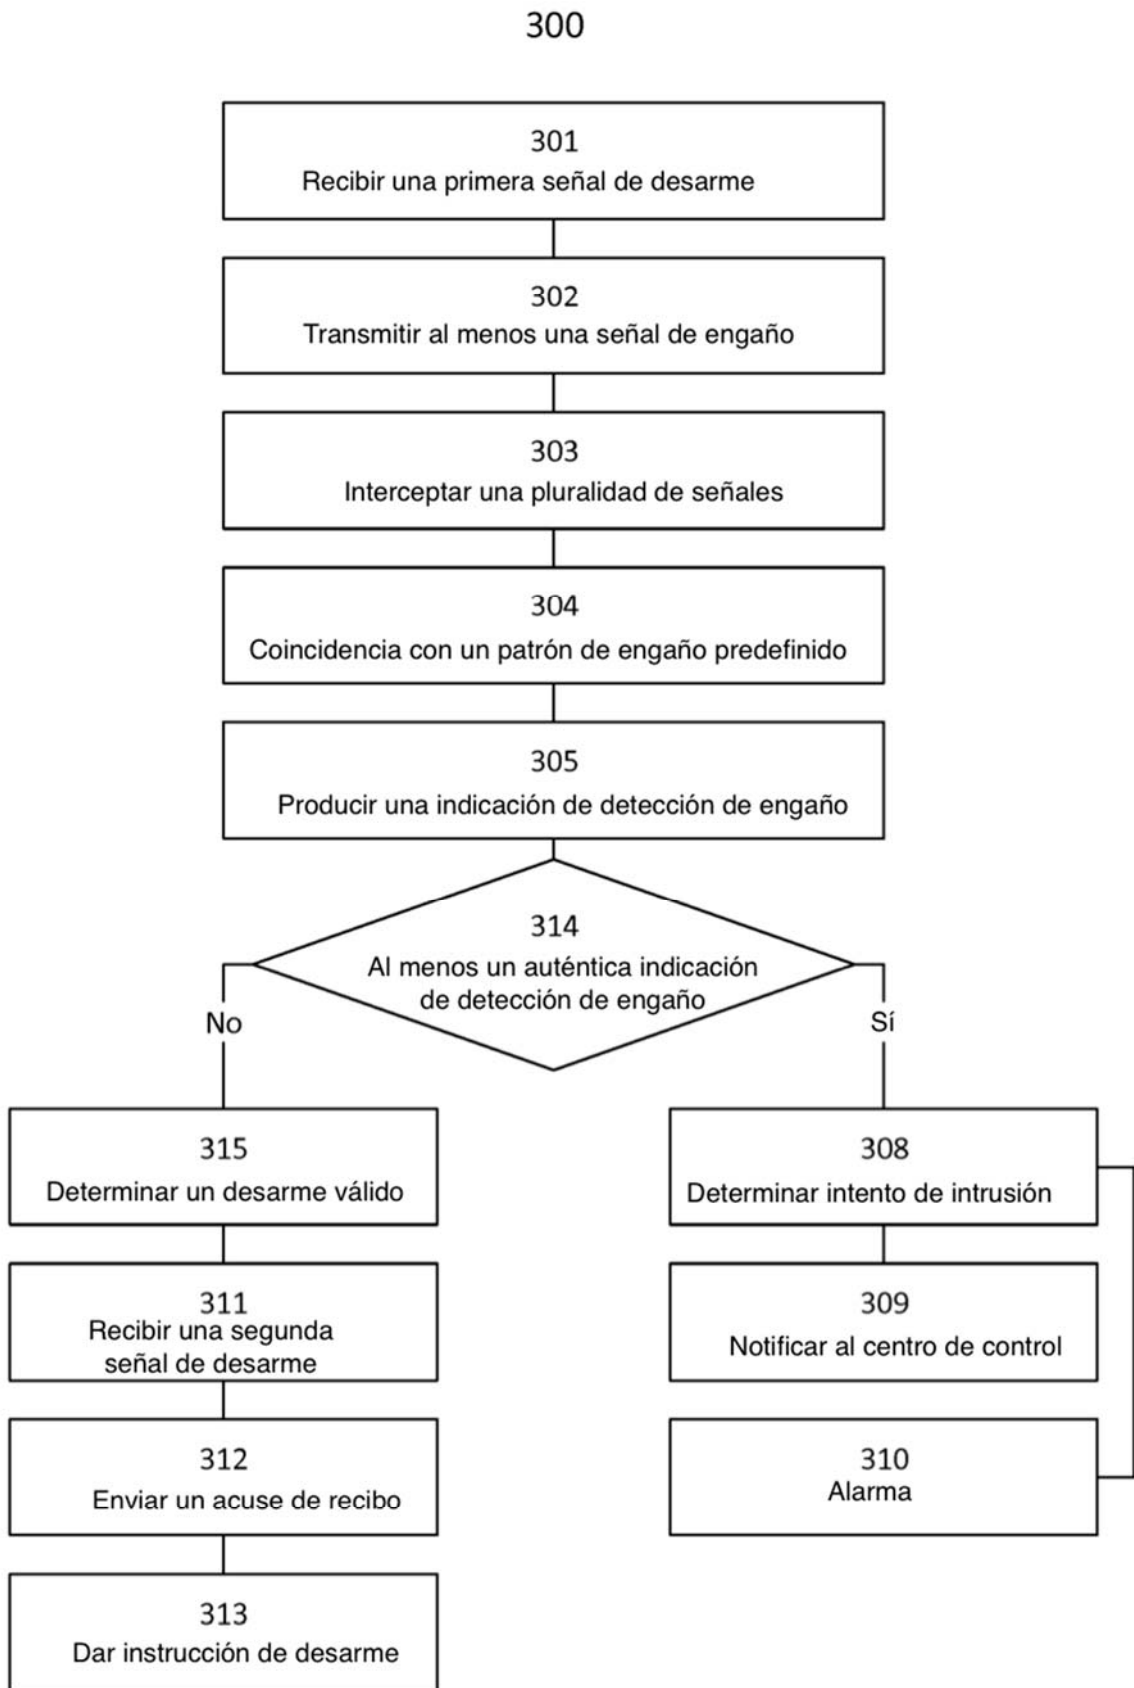 300
301
Recibir una primera señal de desarme
302
Transmitir al menos una señal de engaño
303
Interceptar una pluralidad de señales
304
Coincidencia con un patrón de engaño predefinido
305
Producir una indicación de detección de engaño
314
Al menos un auténtica indicación
de detección de engaño
No
Sí
315
Determinar un desarme válido
308
Determinar intento de intrusión
311
Recibir una segunda
señal de desarme
309
Notificar al centro de control
312
Enviar un acuse de recibo
310
Alarma
313
Dar instrucción de desarme